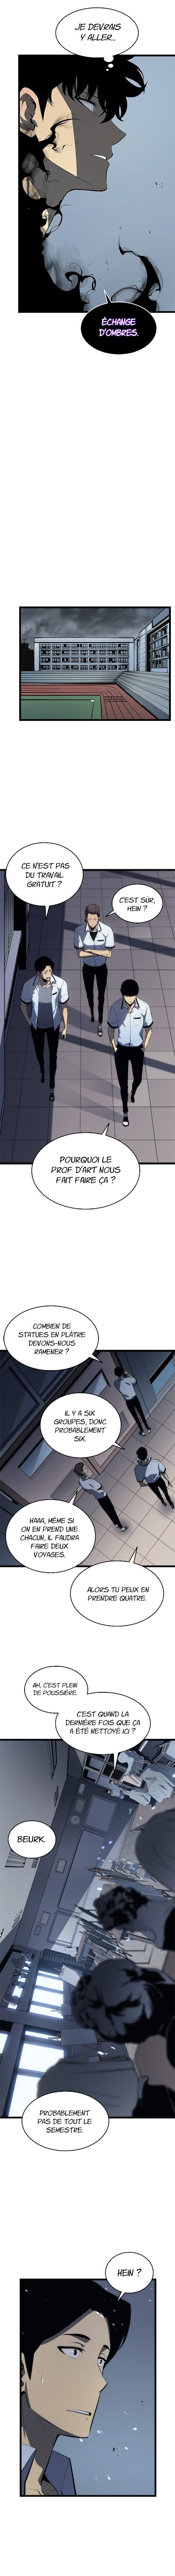 JE DEVRAIS
Y ALLER...
ÉCHANGE
D'OMBRES.
CE N'EST PAS
DU TRAVAIL
GRATUIT ?
C'EST SÛR,
HEIN ?
POURQUOI LE
PROF D'ART NOUS
FAIT FAIRE ÇA ?
COMBIEN DE
STATUES EN PLÂTRE
DEVONS-NOUS
RAMENER ?
IL Y A SIX
GROUPES, DONC
PROBABLEMENT
SIX.
HAAA, MÊME SI
ON EN PREND UNE
CHACUN, IL FAUDRA
FAIRE DEUX
VOYAGES.
ALORS TU PEUX EN
PRENDRE QUATRE.
AH, C'EST PLEIN
DE POUSSIÈRE.
C'EST QUAND LA
DERNIÈRE FOIS QUE ÇA
A ÉTÉ NETTOYÉ ICI ?
BEURK.
PROBABLEMENT
PAS DE TOUT LE
SEMESTRE.
HEIN ?